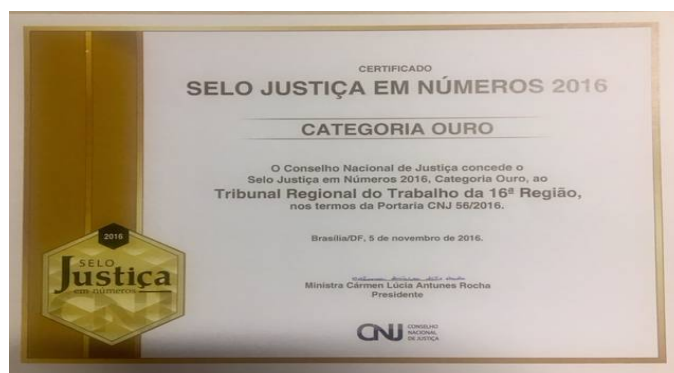 CERTIFICADO
SELO JUSTIÇA EM NÚMEROS 2016
CATEGORIA OURO
O Conselho Nacional de Justiça concede o
Selo Justiça em Números 2016, Categoria Ouro, ao
Tribunal Regional do Trabalho da 16ª Região,
nos termos da Portaria CNJ 56/2016.
Brasília/DF, 5 de novembro de 2016.
Ministra Cármen Lúcia Antunes Rocha
Presidente
CNJ CONSELHO
NACIONAL
DE JUSTIÇA
2016
SELO
Justiça
em números
CNJ